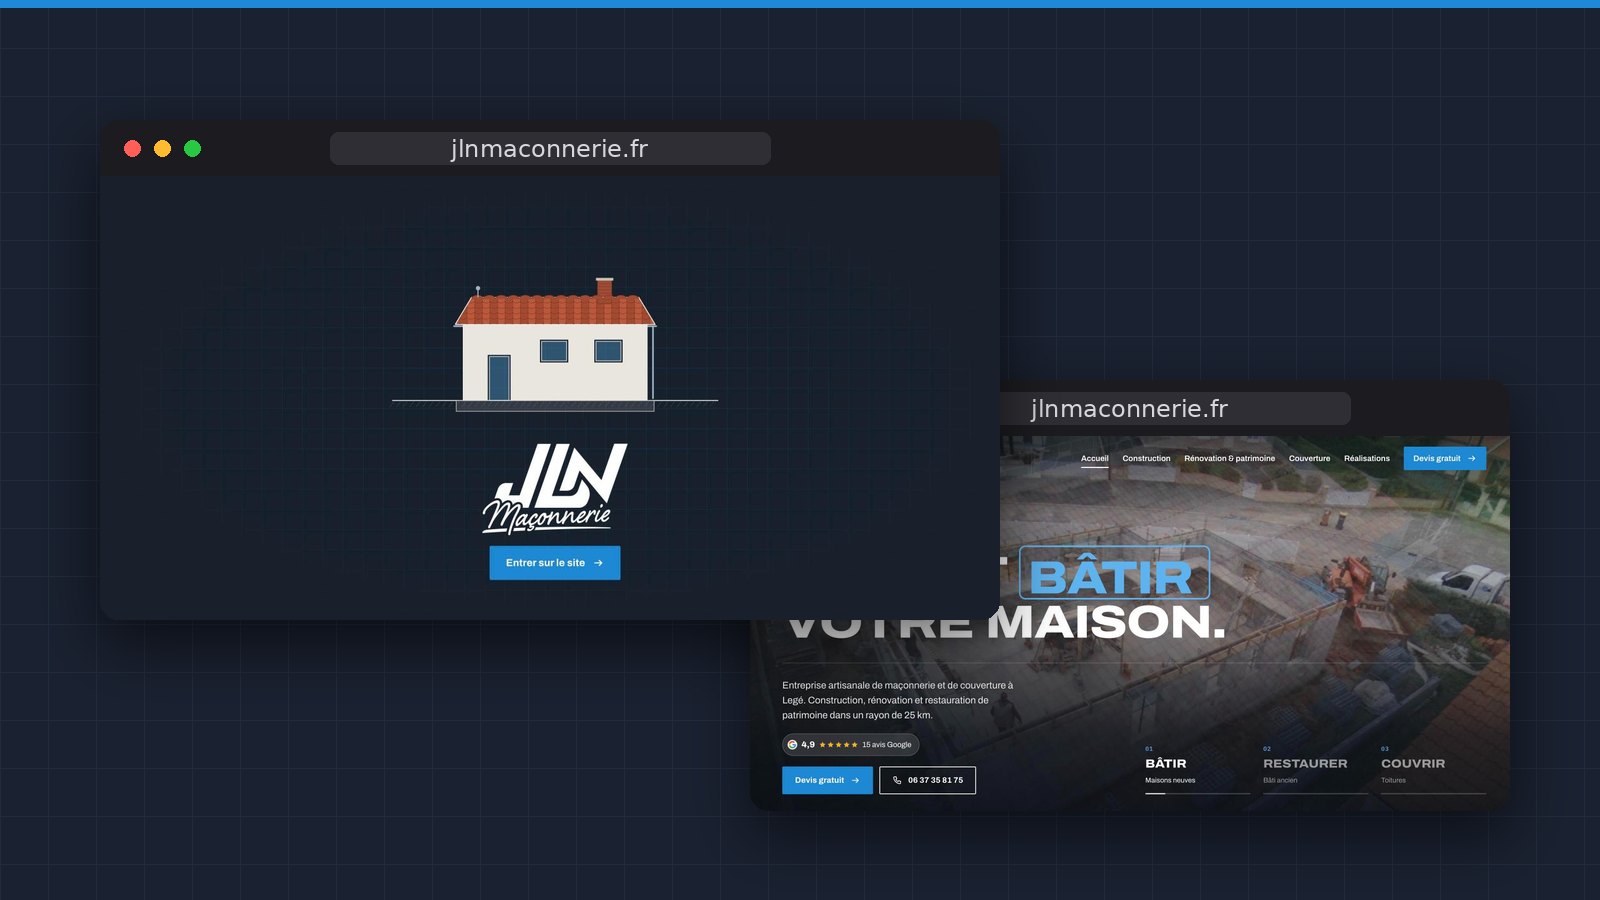 jlnmaconnerie.fr
JLN
Maçonnerie
Entrer sur le site
jlnmaconnerie.fr
Accueil
Construction
Rénovation & patrimoine
Couverture
Réalisations
Devis gratuit
BÂTIR
VOTRE MAISON.
Entreprise artisanale de maçonnerie et de couverture à
Legé. Construction, rénovation et restauration de
patrimoine dans un rayon de 25 km.
4,9 ★★★★★ 15 avis Google
Devis gratuit
06 37 35 81 75
01
BÂTIR
Maisons neuves
02
RESTAURER
Bâti ancien
03
COUVRIR
Toitures